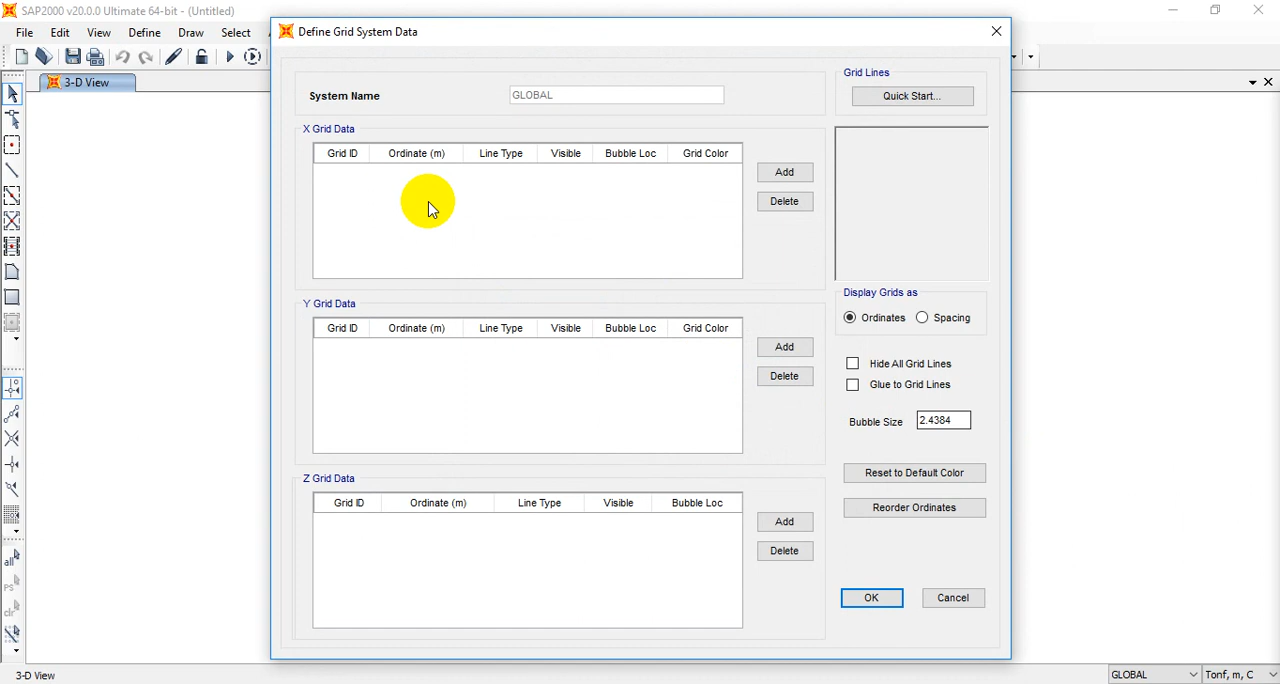 SAP2000 v20.0.0 Ultimate 64-bit - (Untitled)
File Edit View Define Draw Select
3-D View
Define Grid System Data
System Name GLOBAL
Grid Lines
Quick Start...
X Grid Data
Grid ID Ordinate (m) Line Type Visible Bubble Loc Grid Color
Add
Delete
Y Grid Data
Grid ID Ordinate (m) Line Type Visible Bubble Loc Grid Color
Add
Delete
Z Grid Data
Grid ID Ordinate (m) Line Type Visible Bubble Loc
Add
Delete
Display Grids as
Ordinates Spacing
Hide All Grid Lines
Glue to Grid Lines
Bubble Size 2.4384
Reset to Default Color
Reorder Ordinates
OK Cancel
all
ps
clr
3-D View GLOBAL Tonf, m, C